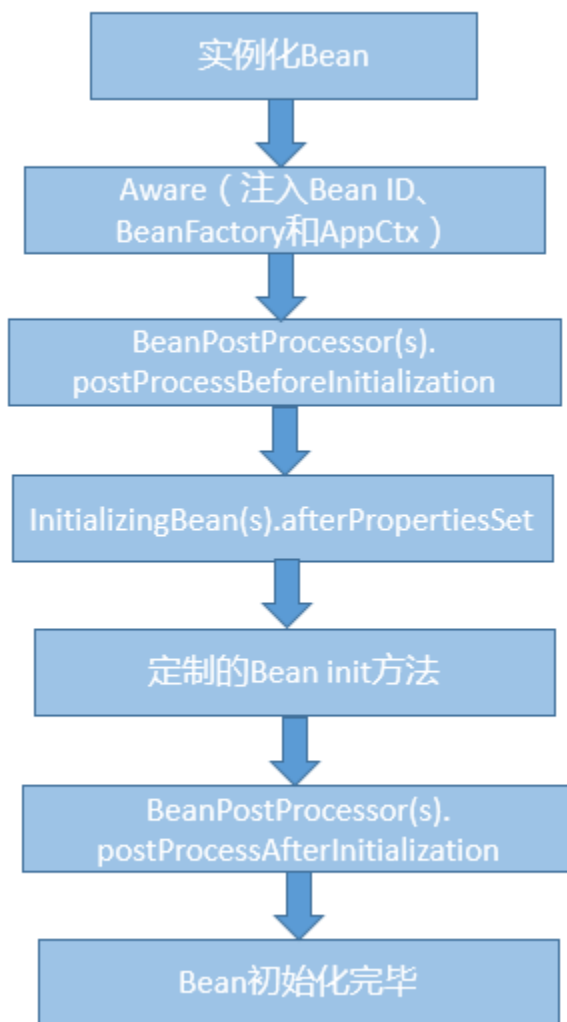 实例化Bean
Aware（注入Bean ID、
BeanFactory和AppCtx）
BeanPostProcessor(s).
postProcessBeforeInitialization
InitializingBean(s).afterPropertiesSet
定制的Bean init方法
BeanPostProcessor(s).
postProcessAfterInitialization
Bean初始化完毕